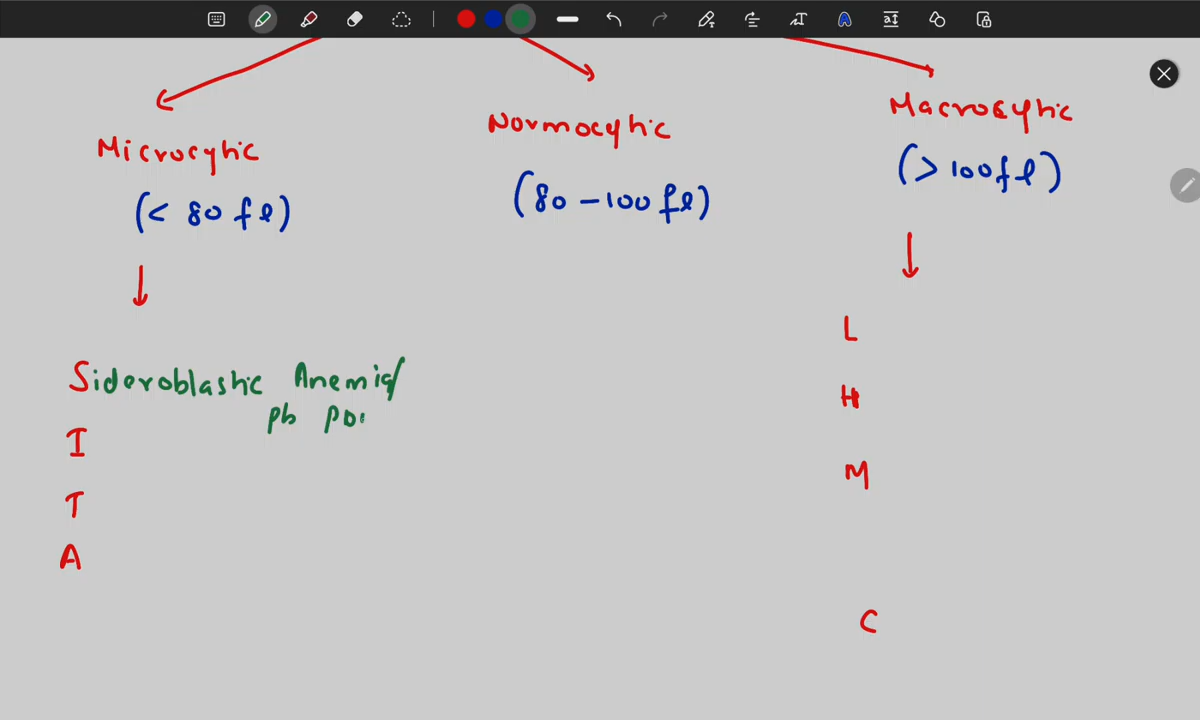 Microcytic
(< 80 fl)
Normocytic
(80 - 100 fl)
Macrocytic
(> 100 fl)
Sideroblastic Anemia/
pb
I
T
A
L
H
M
C